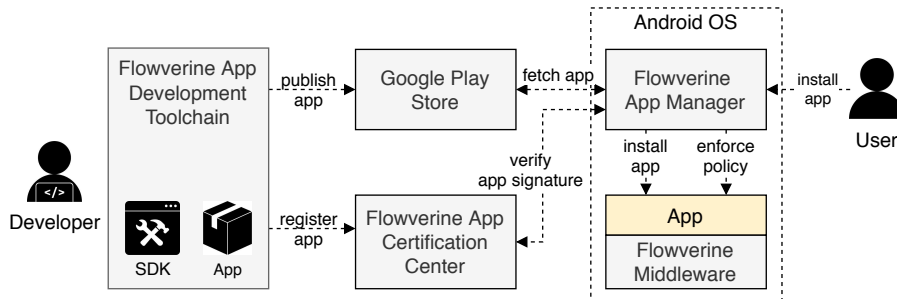 Android OS
Flowverine App
Development
Toolchain
publish
app
Google Play
Store
fetch app
Flowverine
App Manager
install
app
User
verify
app signature
install
app
enforce
policy
</>
Developer
SDK
App
register
app
Flowverine App
Certification
Center
App
Flowverine
Middleware